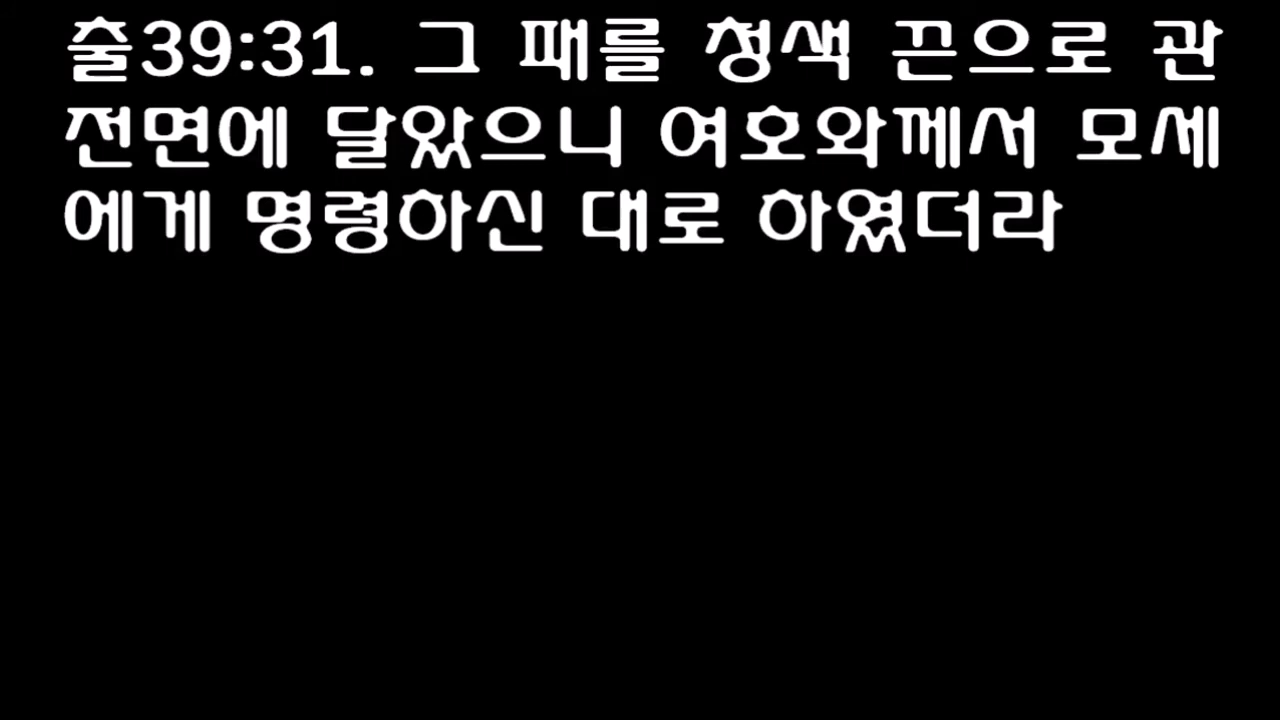 출39:31. 그 패를 청색 끈으로 관
전면에 달았으니 여호와께서 모세
에게 명령하신 대로 하였더라